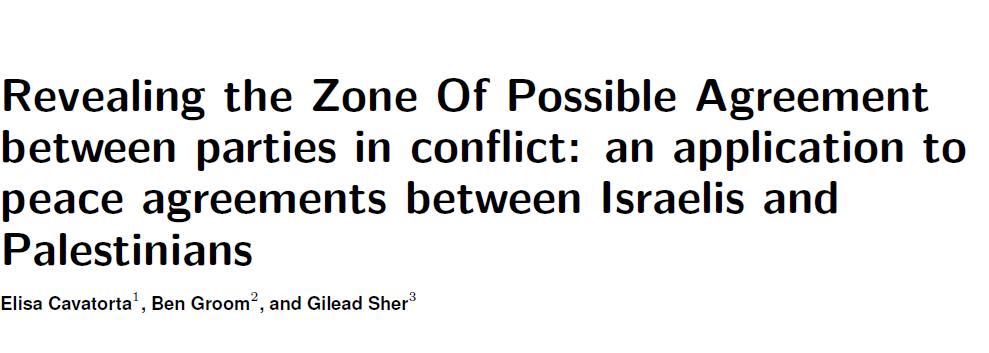 Revealing the Zone Of Possible Agreement
between parties in conflict: an application to
peace agreements between Israelis and
Palestinians
Elisa Cavatorta1, Ben Groom2, and Gilead Sher3